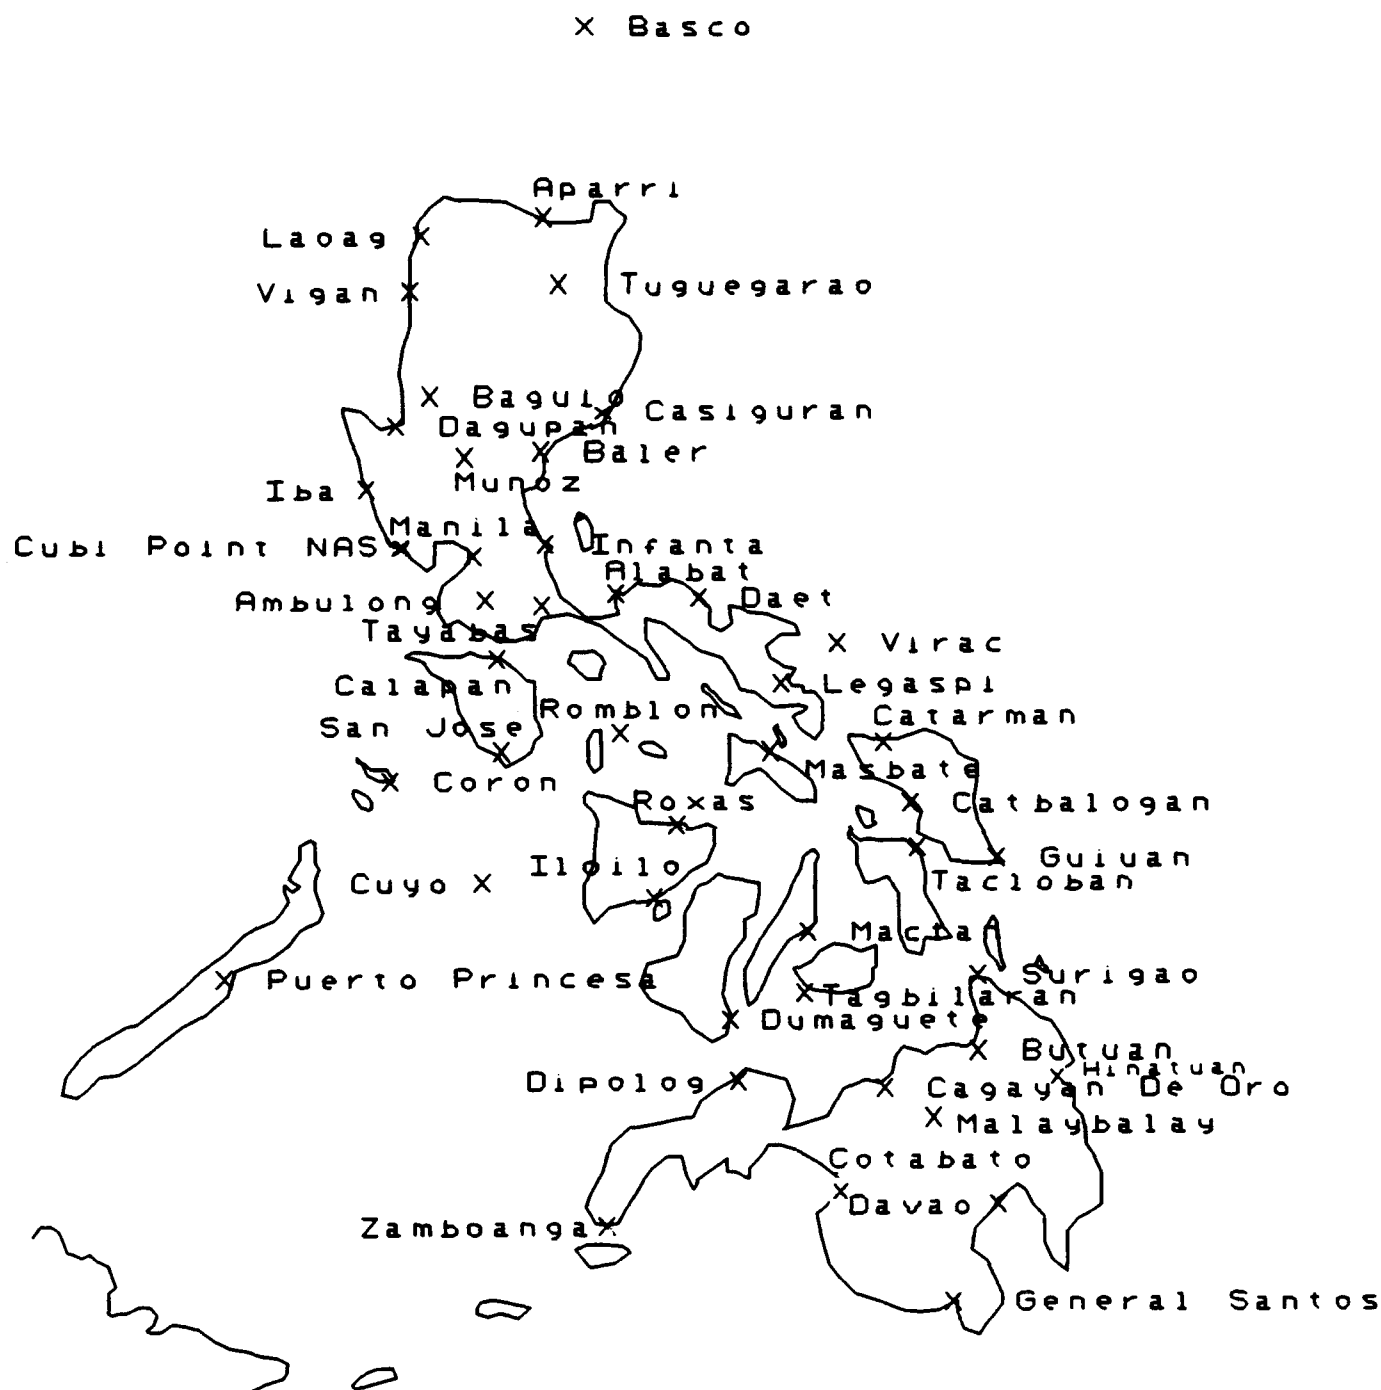 Basco
Aparri
Laoag
Tuguegarao
Vigan
Baguio
Casiguran
Dagupan
Baler
Munoz
Iba
Manila
Cubi Point NAS
Infanta
Alabat
Ambulong
Daet
Tayabas
Virac
Calapan
Legaspi
Romblon
Catarman
San Jose
Masbate
Coron
Roxas
Catbalogan
Guiuan
Iloilo
Cuyo
Tacloban
Mactan
Surigao
Puerto Princesa
Tagbilaran
Dumaguete
Butuan
Hinatuan
Dipolog
Cagayan De Oro
Malaybalay
Cotabato
Davao
Zamboanga
General Santos